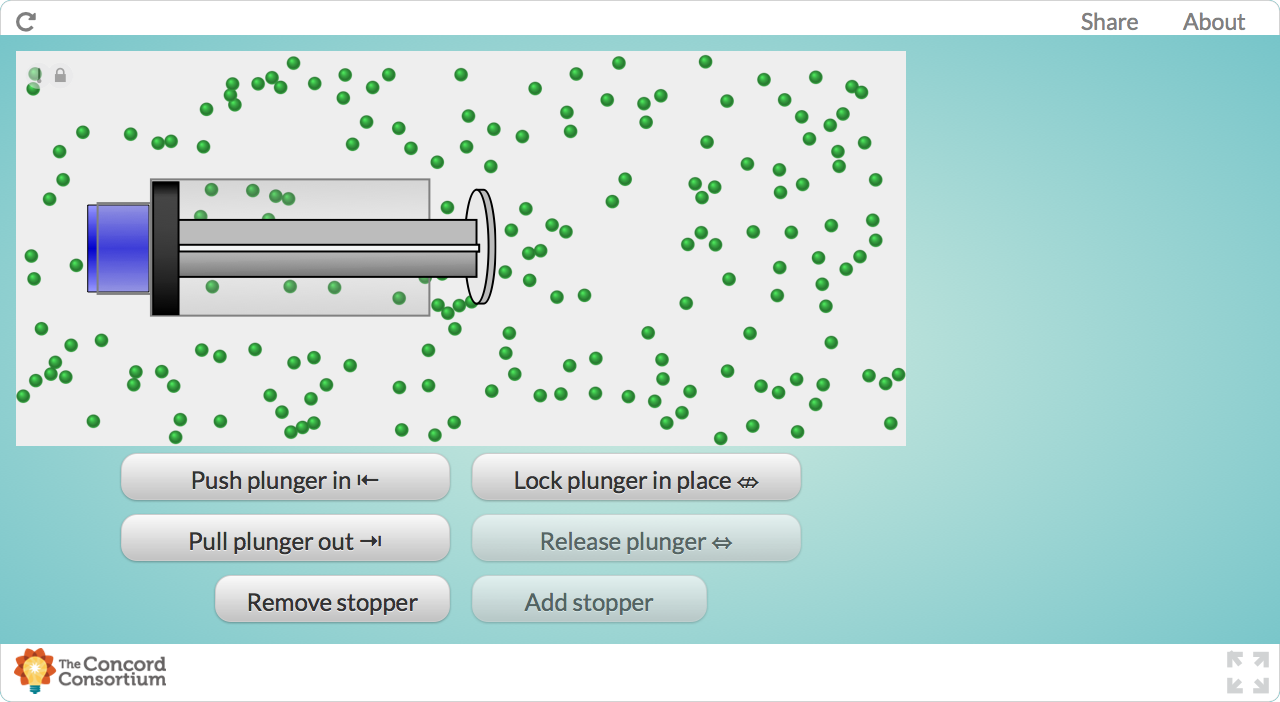 Share About
Push plunger in ⇤ Lock plunger in place ⇎
Pull plunger out ⇥ Release plunger ⇔
Remove stopper Add stopper
The Concord
Consortium